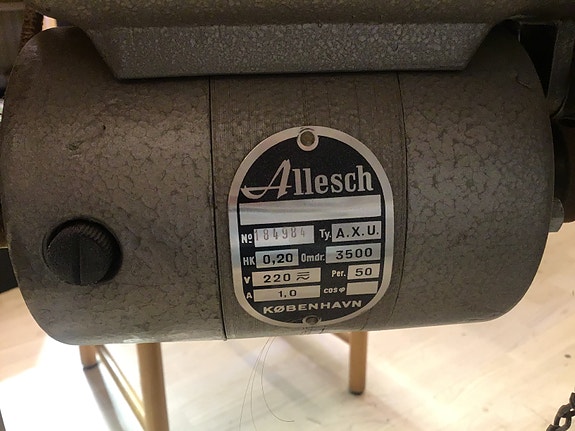 Allesch
No 184984 Ty. A.X.U.
HK 0,20 Omdr. 3500
V 220 Per. 50
A 1,0 cos φ
KØBENHAVN